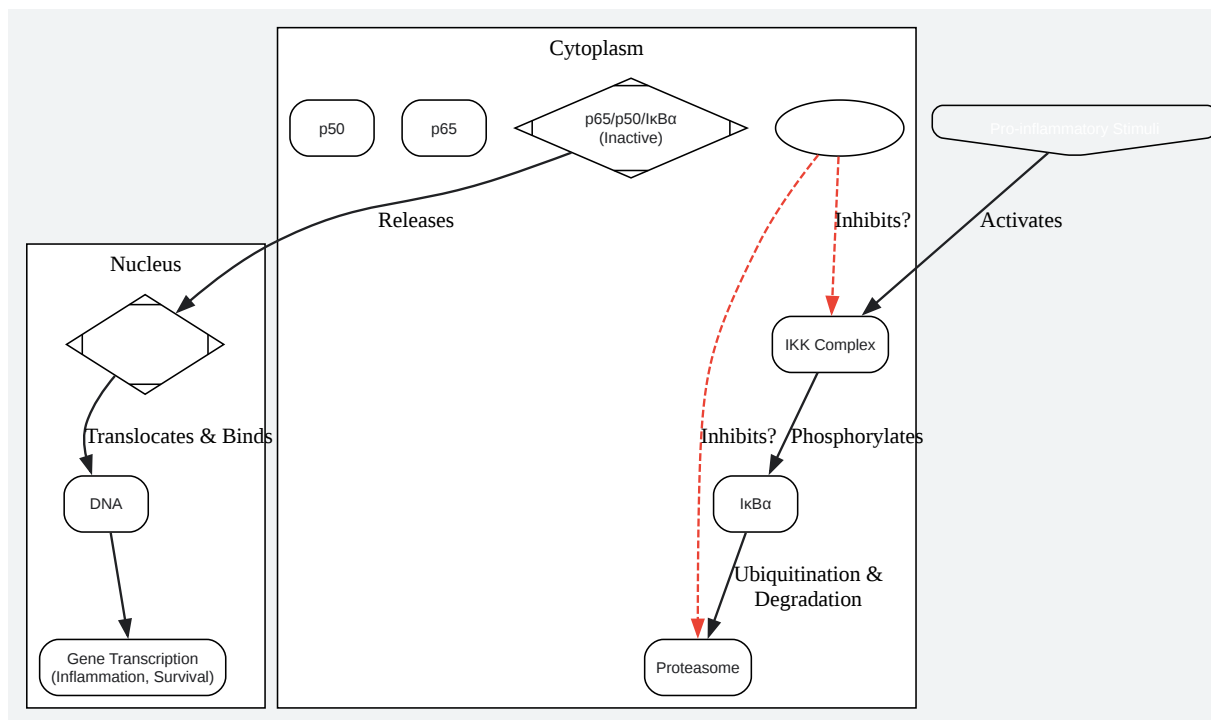 Cytoplasm
p50
p65
p65/p50/IκBα
(Inactive)
Pro-Inflammatory Stimuli
Releases
Inhibits?
Activates
Nucleus
IKK Complex
Translocates & Binds
Inhibits?
Phosphorylates
DNA
IκBα
Ubiquitination &
Degradation
Gene Transcription
(Inflammation, Survival)
Proteasome